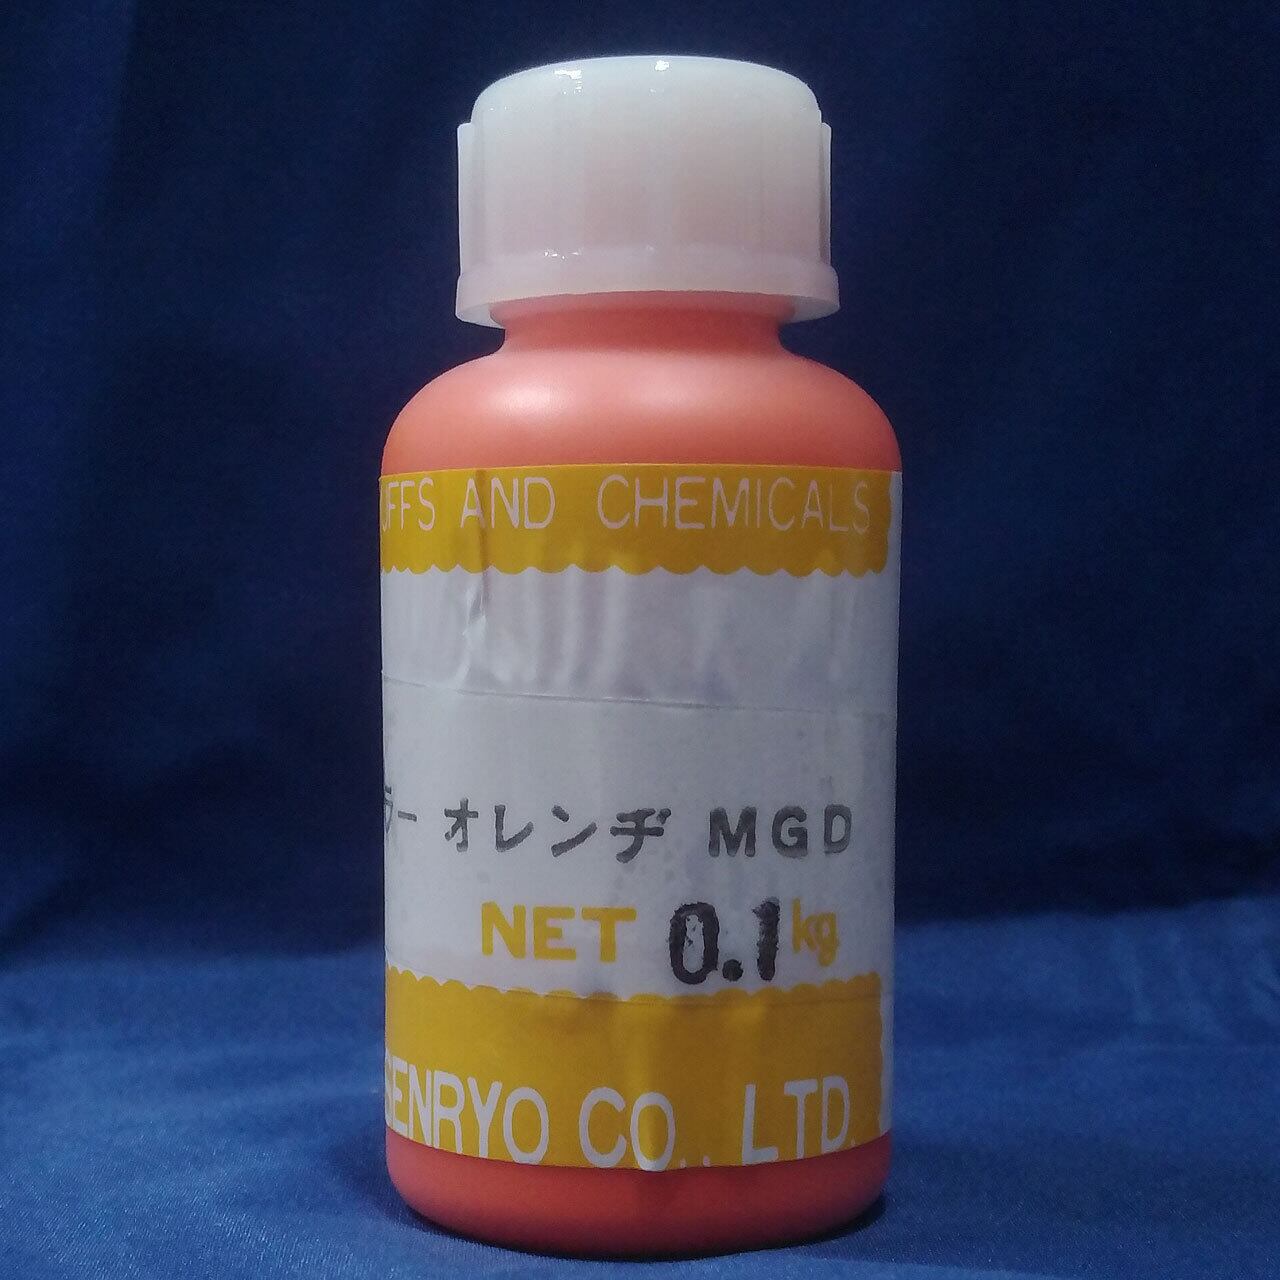 UFFS AND CHEMICALS
ラー オレンヂ MGD
NET 0.1 kg
SENRYO CO., LTD.